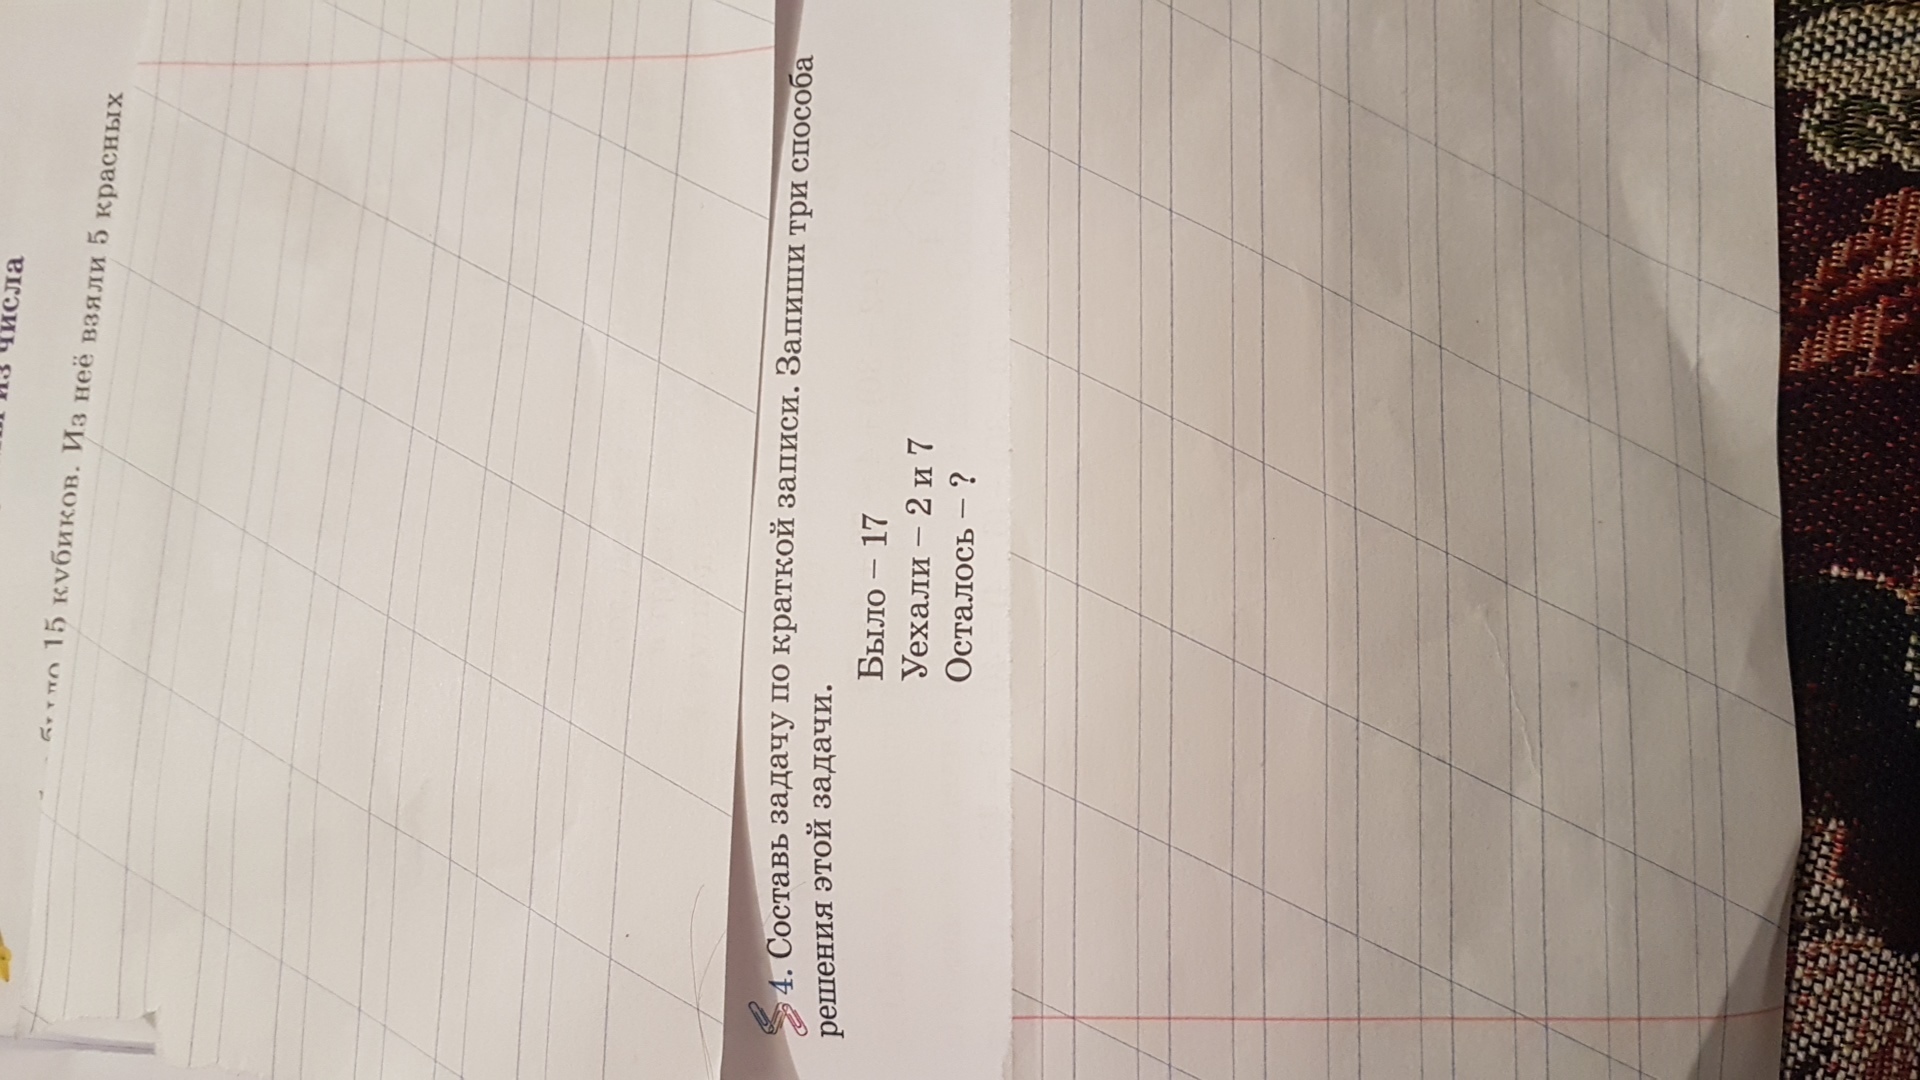 из числа
было 15 кубиков. Из неё взяли 5 красных
4. Составь задачу по краткой записи. Запиши три способа
решения этой задачи.
Было – 17
Уехали – 2 и 7
Осталось – ?